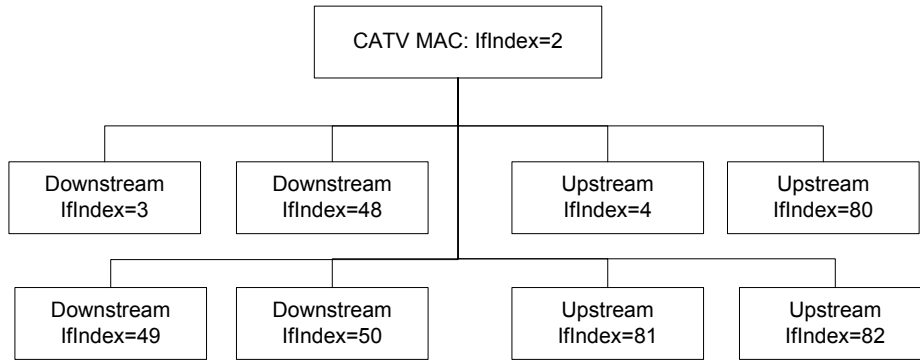 CATV MAC: IfIndex=2
Downstream
IfIndex=3
Downstream
IfIndex=48
Upstream
IfIndex=4
Upstream
IfIndex=80
Downstream
IfIndex=49
Downstream
IfIndex=50
Upstream
IfIndex=81
Upstream
IfIndex=82